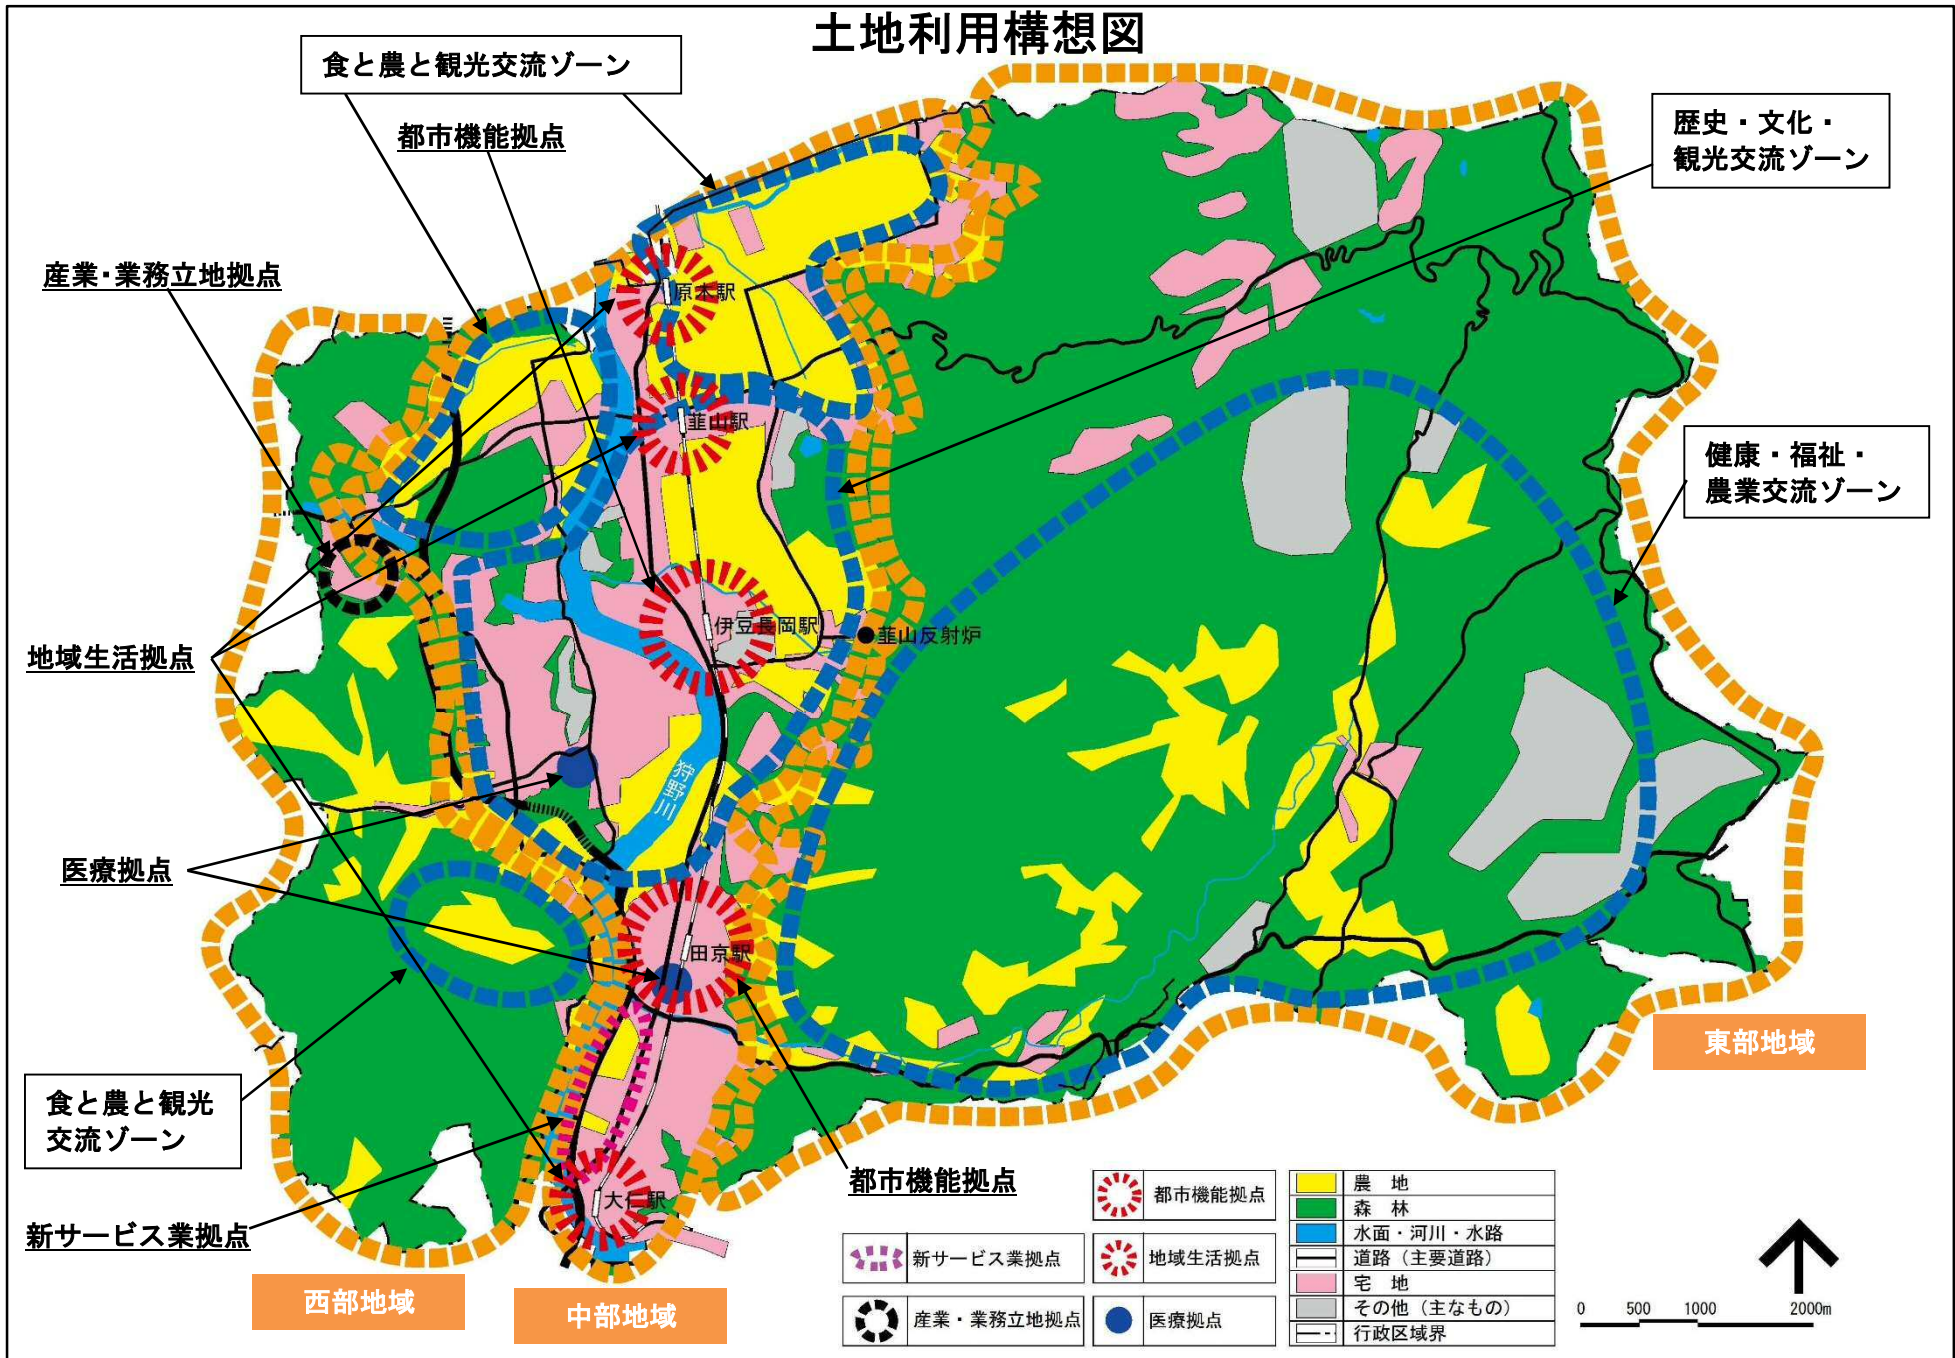 土地利用構想図
食と農と観光交流ゾーン
都市機能拠点
歴史・文化・
観光交流ゾーン
産業・業務立地拠点
原木駅
韮山駅
健康・福祉・
農業交流ゾーン
伊豆長岡駅
韮山反射炉
地域生活拠点
狩野川
医療拠点
田京駅
東部地域
食と農と観光
交流ゾーン
都市機能拠点
大仁駅
新サービス業拠点
西部地域
中部地域
都市機能拠点
新サービス業拠点
地域生活拠点
産業・業務立地拠点
医療拠点
農 地
森 林
水面・河川・水路
道路（主要道路）
宅 地
その他（主なもの）
行政区域界
0 500 1000 2000m